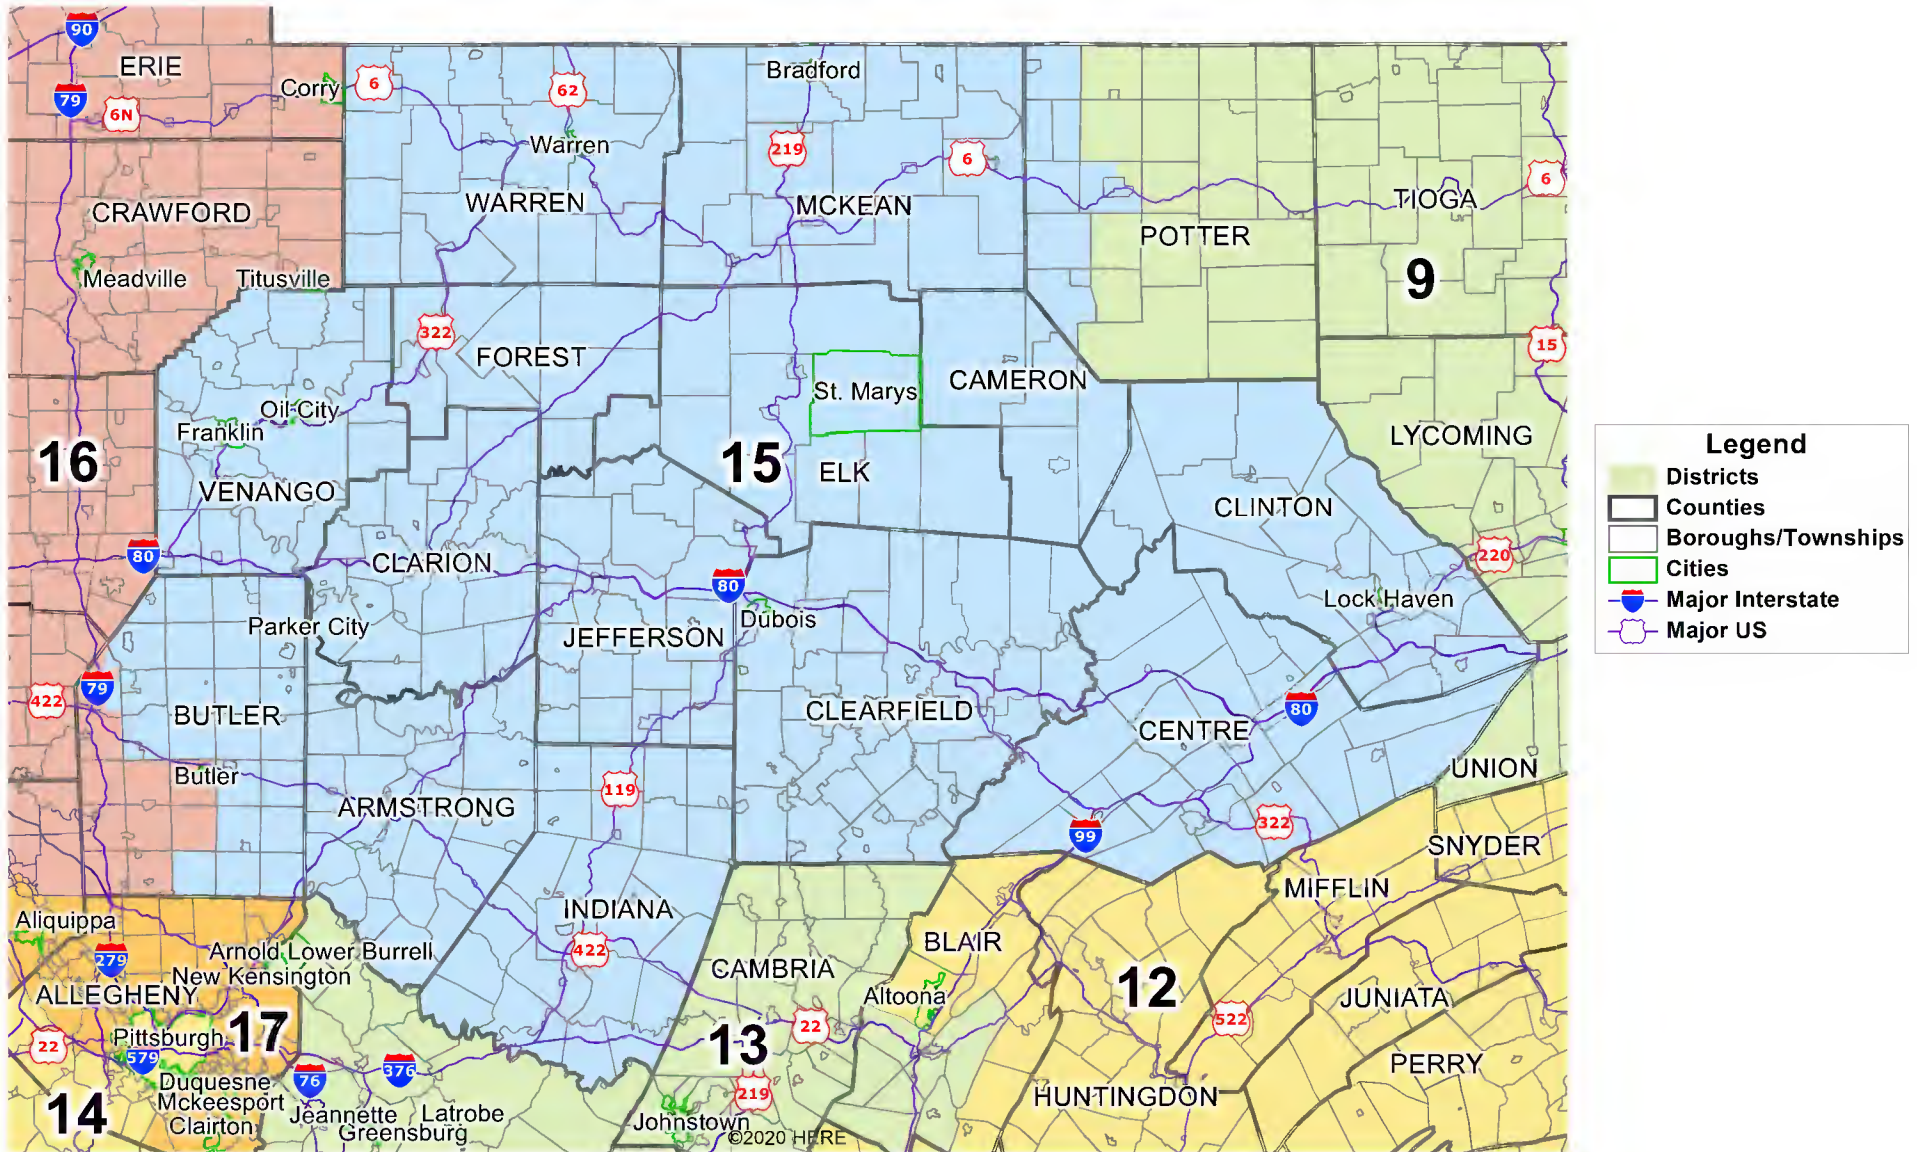 90
ERIE
79
6N
Corry
6
62
Bradford
Warren
219
6
6
CRAWFORD
WARREN
MCKEAN
TIOGA
POTTER
Meadville
Titusville
9
322
FOREST
15
St. Marys
CAMERON
Oil City
Franklin
LYCOMING
16
15
ELK
VENANGO
CLINTON
80
CLARION
80
220
Lock Haven
Parker City
JEFFERSON
Dubois
79
422
BUTLER
CLEARFIELD
80
CENTRE
UNION
Butler
119
ARMSTRONG
99
322
SNYDER
MIFFLIN
INDIANA
Aliquippa
BLAIR
Arnold Lower Burrell
422
279
New Kensington
CAMBRIA
12
ALLEGHENY
Altoona
JUNIATA
22
522
17
Pittsburgh
13
22
579
PERRY
76
376
Duquesne
219
HUNTINGDON
Mckeesport
14
Jeannette
Latrobe
Clairton
Johnstown
Greensburg
©2020 HERE
Legend
Districts
Counties
Boroughs/Townships
Cities
Major Interstate
Major US